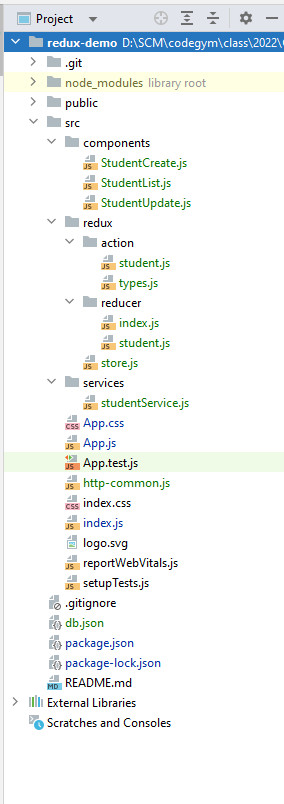 Project
redux-demo D:\SCM\codegym\class\2022\
.git
node_modules library root
public
src
components
StudentCreate.js
StudentList.js
StudentUpdate.js
redux
action
student.js
types.js
reducer
index.js
student.js
store.js
services
studentService.js
App.css
App.js
App.test.js
http-common.js
index.css
index.js
logo.svg
reportWebVitals.js
setupTests.js
.gitignore
db.json
package.json
package-lock.json
README.md
External Libraries
Scratches and Consoles